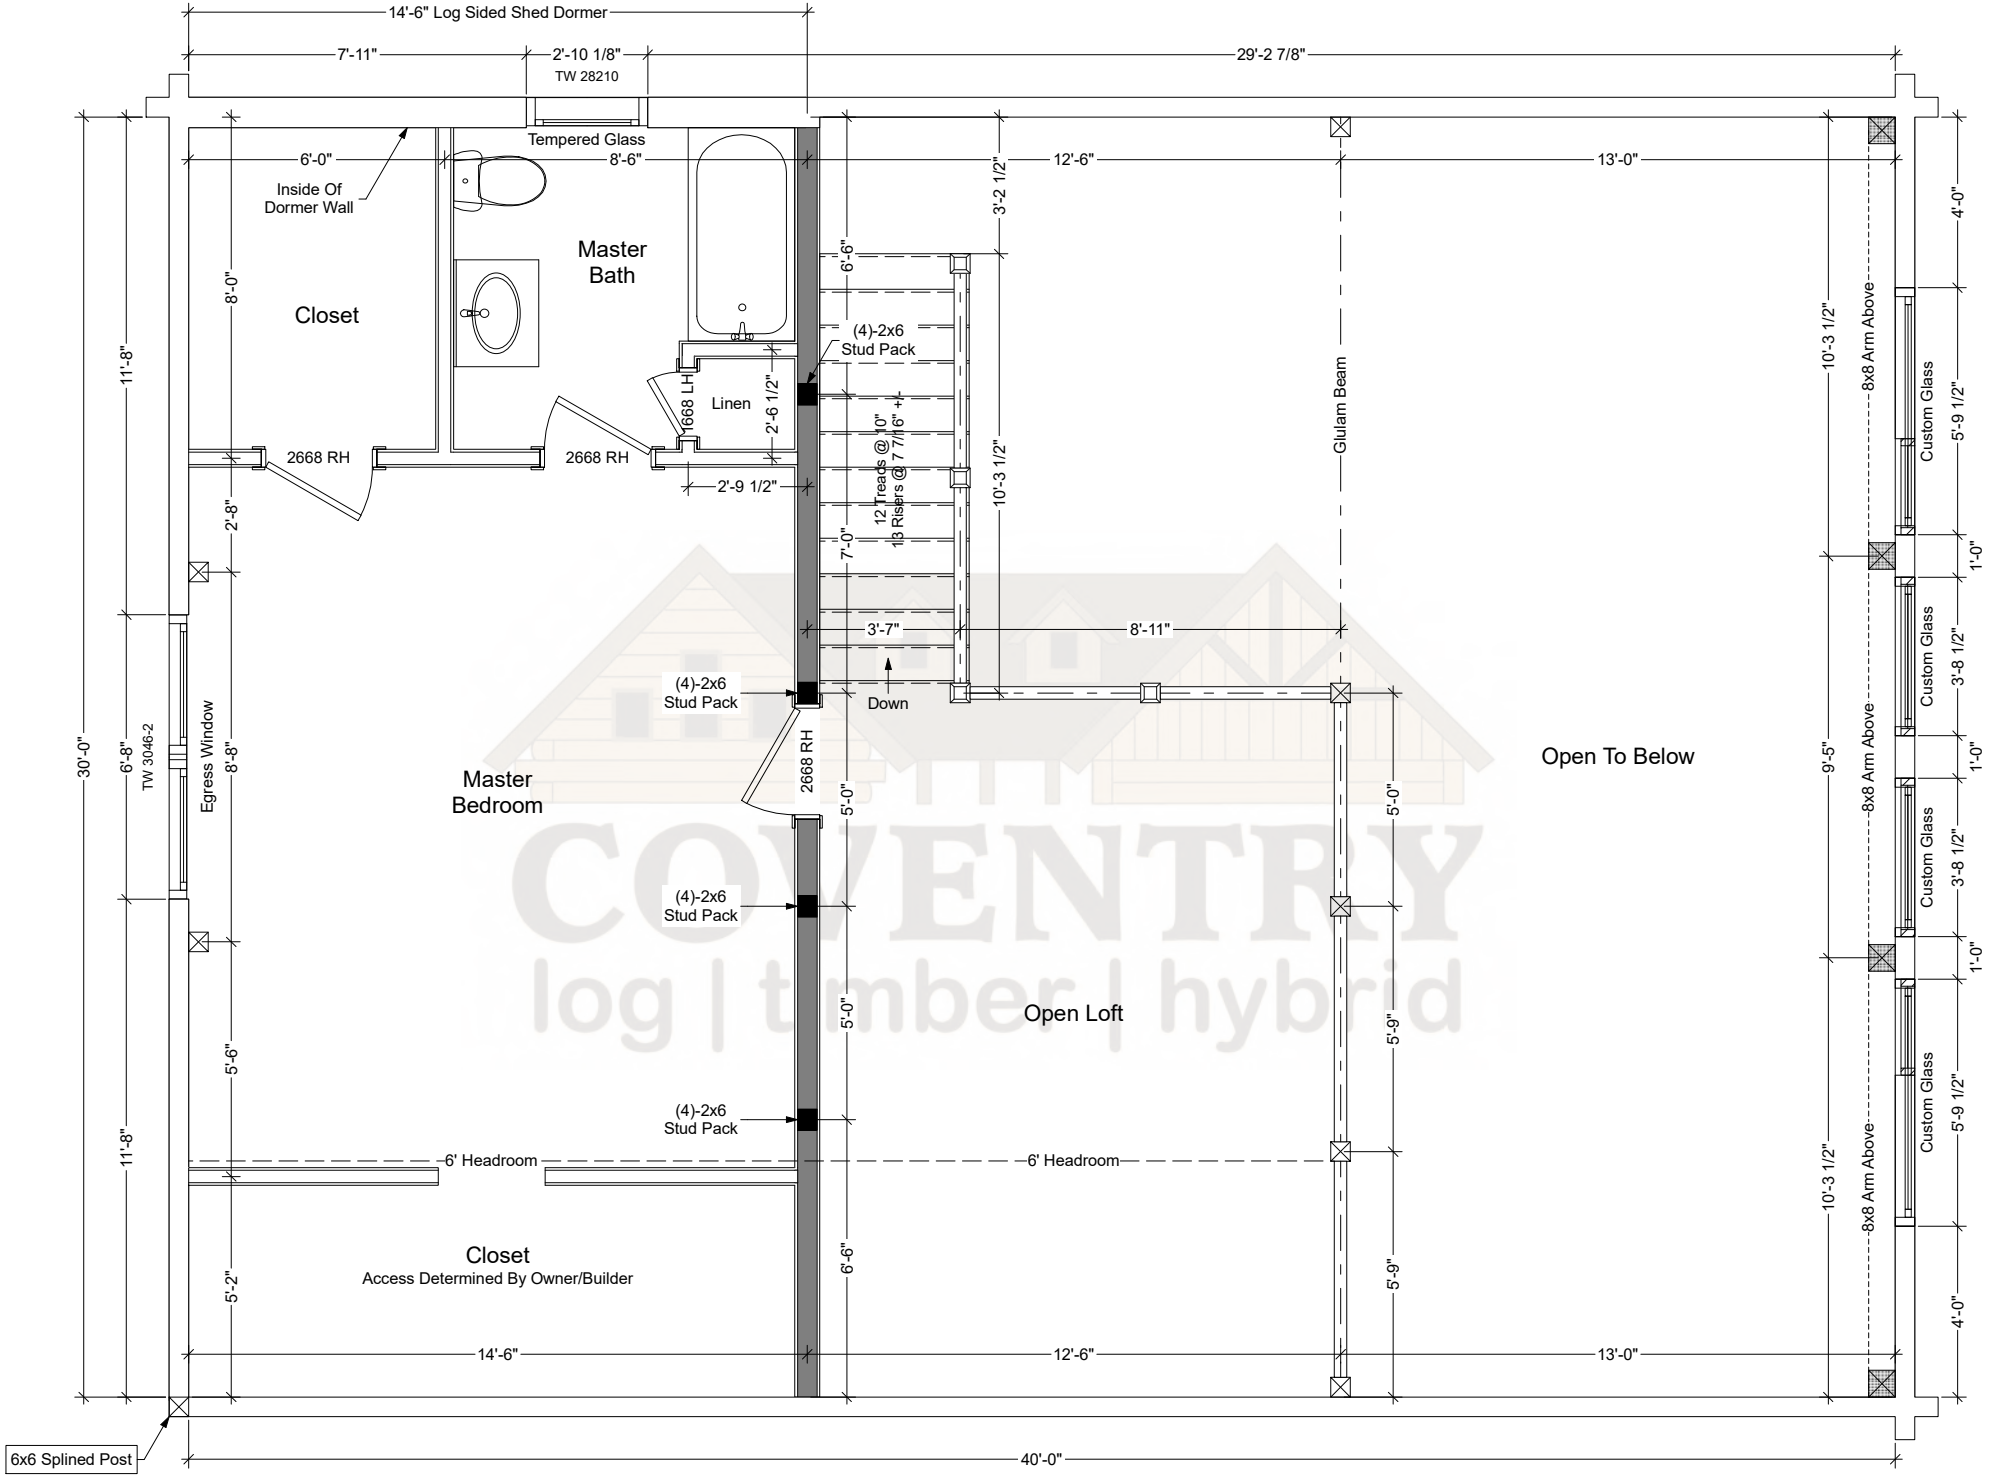 14'-6" Log Sided Shed Dormer
7'-11"
2'-10 1/8"
29'-2 7/8"
TW 28210
Tempered Glass
6'-0"
8'-6"
12'-6"
13'-0"
Inside Of
Dormer Wall
3'-2 1/2"
4'-0"
Master
Bath
6'-6"
8'-0"
Closet
(4)-2x6
Stud Pack
10'-3 1/2"
8x8 Arm Above
11'-8"
1668 LH
Linen
2'-6 1/2"
Glulam Beam
Custom Glass
5'-9 1/2"
2668 RH
2668 RH
2'-9 1/2"
12 Treads @ 10"
13 Risers @ 7 7/16" +/-
10'-3 1/2"
2'-8"
7'-0"
1'-0"
3'-7"
8'-11"
Custom Glass
3'-8 1/2"
(4)-2x6
Stud Pack
Down
30'-0"
6'-8"
TW 3046-2
Egress Window
8'-8"
Master
Bedroom
2668 RH
5'-0"
5'-0"
Open To Below
9'-5"
8x8 Arm Above
1'-0"
Custom Glass
3'-8 1/2"
COVENTRY
log | timber | hybrid
(4)-2x6
Stud Pack
1'-0"
5'-0"
Open Loft
5'-9"
5'-6"
(4)-2x6
Stud Pack
11'-8"
6' Headroom
6' Headroom
10'-3 1/2"
8x8 Arm Above
Custom Glass
5'-9 1/2"
Closet
Access Determined By Owner/Builder
5'-2"
6'-6"
5'-9"
4'-0"
14'-6"
12'-6"
13'-0"
6x6 Splined Post
40'-0"